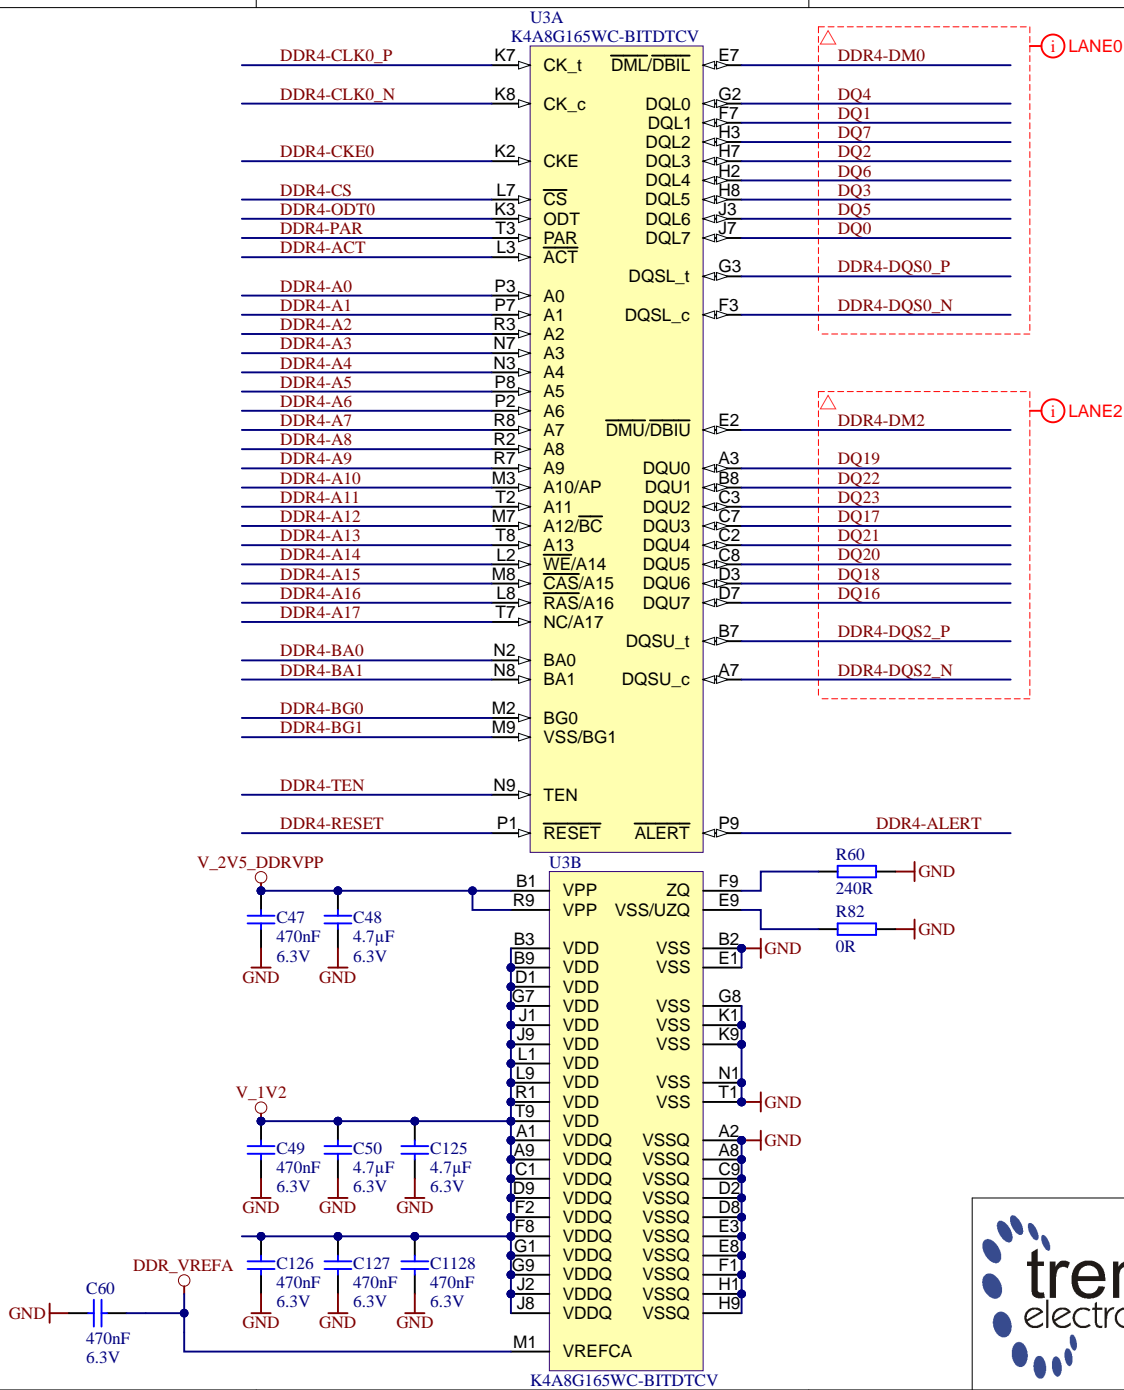 U3A
K4A8G165WC-BITDTCV
DDR4-CLK0_P K7 CK_t DML/DBIL E7 DDR4-DM0
LANE0
DDR4-CLK0_N K8 CK_c DQL0 G2 DQ4
DQL1 F7 DQ1
DQL2 H3 DQ7
DDR4-CKE0 K2 CKE DQL3 H7 DQ2
DQL4 H2 DQ6
DDR4-CS L7 CS DQL5 H8 DQ3
DDR4-ODT0 K3 ODT DQL6 J3 DQ5
DDR4-PAR T3 PAR DQL7 J7 DQ0
DDR4-ACT L3 ACT
DQSL_t G3 DDR4-DQS0_P
DDR4-A0 P3 A0
DDR4-A1 P7 A1 DQSL_c F3 DDR4-DQS0_N
DDR4-A2 R3 A2
DDR4-A3 N7 A3
DDR4-A4 N3 A4
DDR4-A5 P8 A5
DDR4-A6 P2 A6
LANE2
DDR4-A7 R8 A7 DMU/DBIU E2 DDR4-DM2
DDR4-A8 R2 A8
DDR4-A9 R7 A9 DQU0 A3 DQ19
DDR4-A10 M3 A10/AP DQU1 B8 DQ22
DDR4-A11 T2 A11 DQU2 C3 DQ23
DDR4-A12 M7 A12/BC DQU3 C7 DQ17
DDR4-A13 T8 A13 DQU4 C2 DQ21
DDR4-A14 L2 WE/A14 DQU5 C8 DQ20
DDR4-A15 M8 CAS/A15 DQU6 D3 DQ18
DDR4-A16 L8 RAS/A16 DQU7 D7 DQ16
DDR4-A17 T7 NC/A17
DQSU_t B7 DDR4-DQS2_P
DDR4-BA0 N2 BA0
DDR4-BA1 N8 BA1 DQSU_c A7 DDR4-DQS2_N
DDR4-BG0 M2 BG0
DDR4-BG1 M9 VSS/BG1
DDR4-TEN N9 TEN
DDR4-RESET P1 RESET ALERT P9 DDR4-ALERT
U3B
V_2V5_DDRVPP
B1 VPP ZQ F9 R60 240R GND
R9 VPP VSS/UZQ E9 R82 0R GND
C47 470nF 6.3V GND
C48 4.7µF 6.3V GND
B3 VDD VSS B2 GND
B9 VDD VSS E1
D1 VDD
G7 VDD VSS G8
J1 VDD VSS K1
J9 VDD VSS K9
L1 VDD
L9 VDD VSS N1
R1 VDD VSS T1 GND
T9 VDD
V_1V2
A1 VDDQ VSSQ A2 GND
A9 VDDQ VSSQ A8
C1 VDDQ VSSQ C9
D9 VDDQ VSSQ D2
F2 VDDQ VSSQ D8
F8 VDDQ VSSQ E3
G1 VDDQ VSSQ E8
G9 VDDQ VSSQ F1
J2 VDDQ VSSQ H1
J8 VDDQ VSSQ H9
C49 470nF 6.3V GND
C50 4.7µF 6.3V GND
C125 4.7µF 6.3V GND
C126 470nF 6.3V GND
C127 470nF 6.3V GND
C1128 470nF 6.3V GND
DDR_VREFA
GND C60 470nF 6.3V
M1 VREFCA
K4A8G165WC-BITDTCV
tre
electr